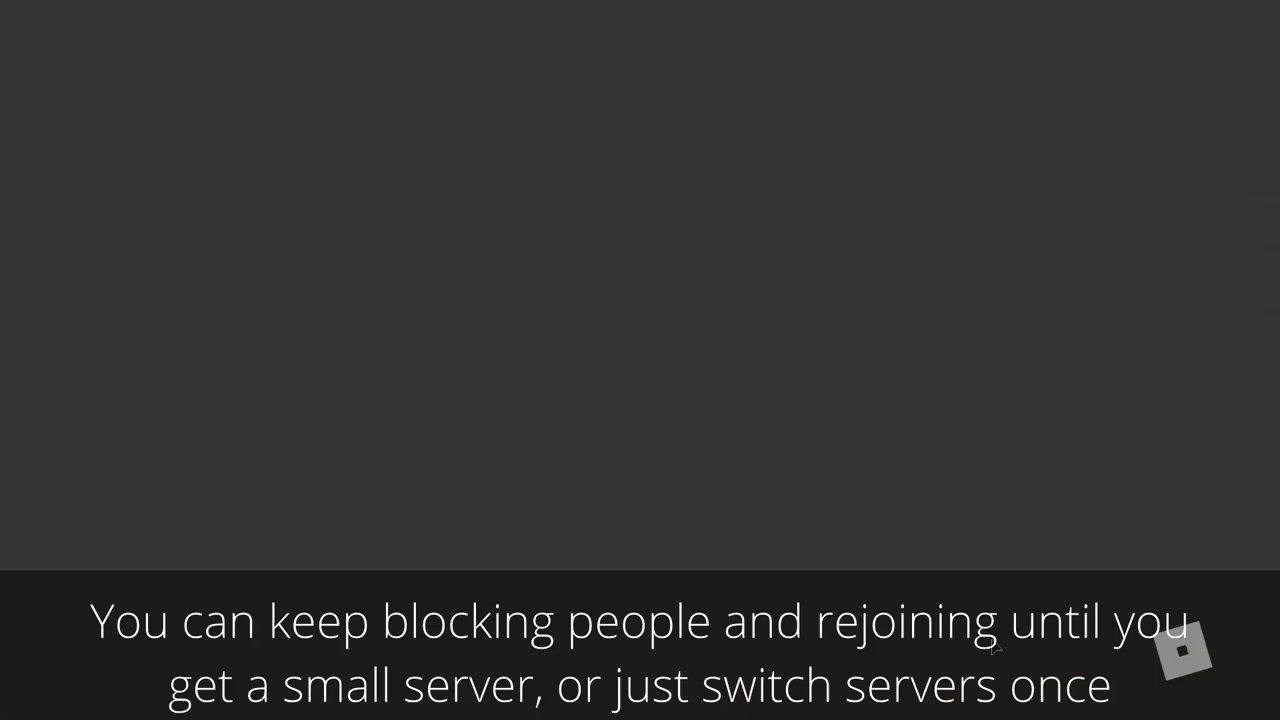 You can keep blocking people and rejoining until you
get a small server, or just switch servers once